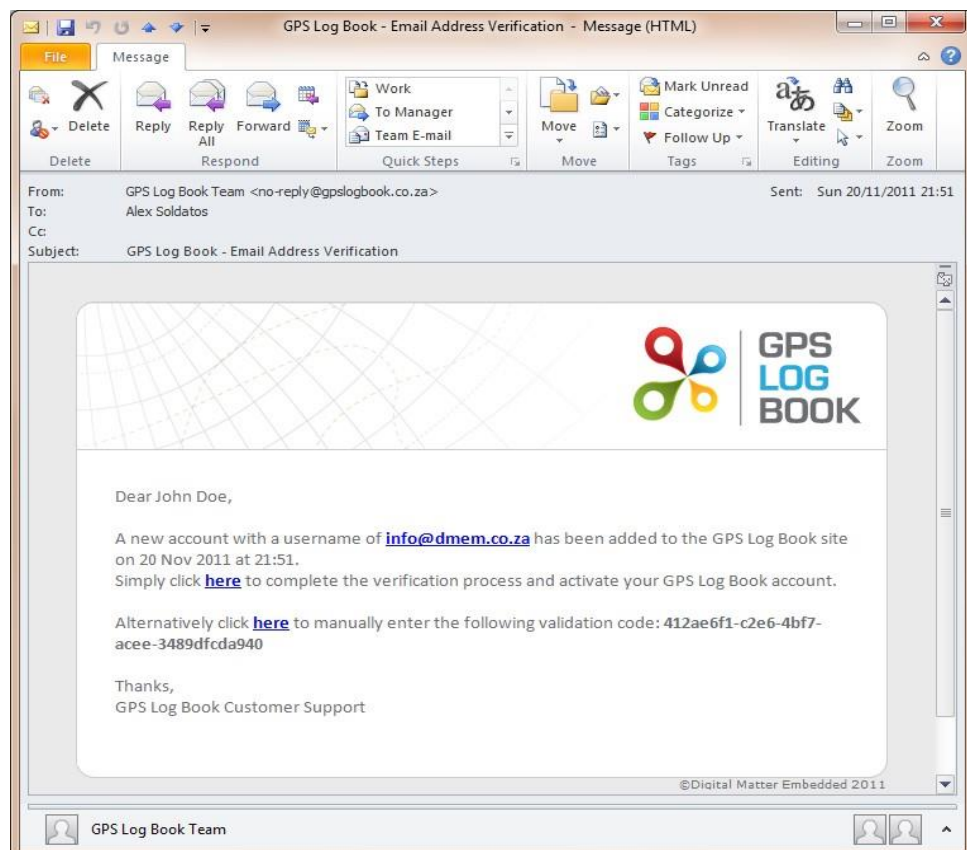 GPS Log Book - Email Address Verification - Message (HTML)
File
Message
Delete
Reply
Reply All
Forward
Work
To Manager
Team E-mail
Move
Mark Unread
Categorize
Follow Up
Translate
Zoom
Delete
Respond
Quick Steps
Move
Tags
Editing
Zoom
From: GPS Log Book Team <no-reply@gpslogbook.co.za> Sent: Sun 20/11/2011 21:51
To: Alex Soldatos
Cc:
Subject: GPS Log Book - Email Address Verification
GPS
LOG
BOOK
Dear John Doe,
A new account with a username of info@dmem.co.za has been added to the GPS Log Book site
on 20 Nov 2011 at 21:51.
Simply click here to complete the verification process and activate your GPS Log Book account.
Alternatively click here to manually enter the following validation code: 412ae6f1-c2e6-4bf7-
acee-3489dfcda940
Thanks,
GPS Log Book Customer Support
©Digital Matter Embedded 2011
GPS Log Book Team